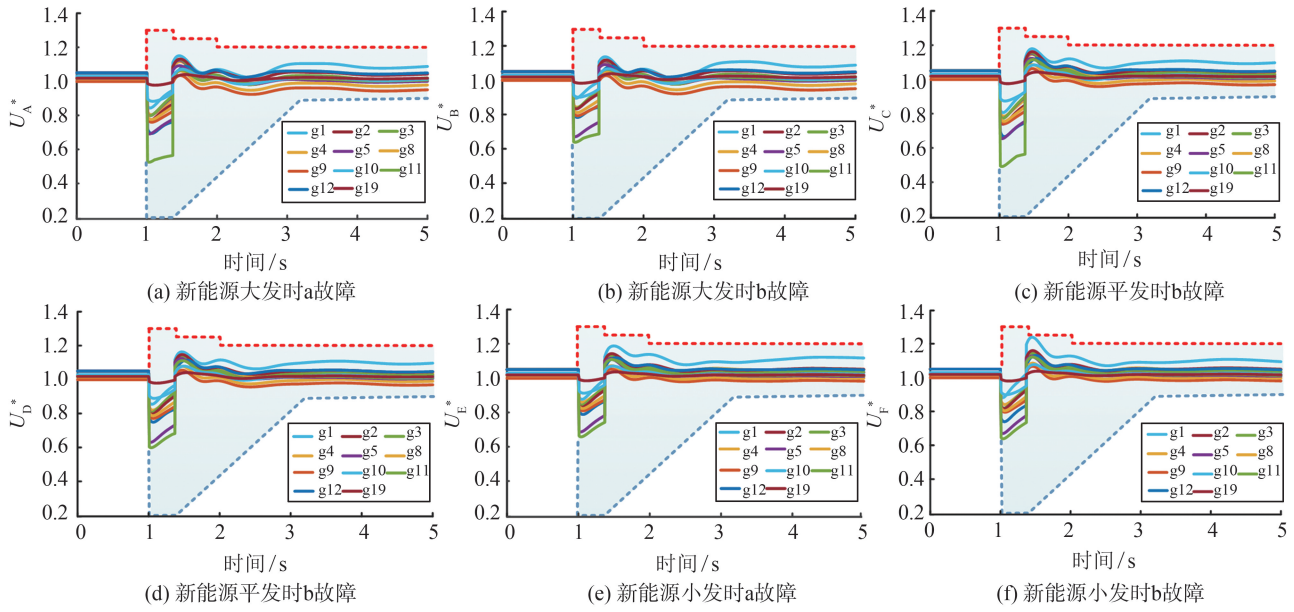 1.4
1.2
1.0
0.8
0.6
0.4
0.2
U_A*
g1 g2 g3
g4 g5 g8
g9 g10 g11
g12 g19
0 1 2 3 4 5
时间/s
(a) 新能源大发时a故障
1.4
1.2
1.0
0.8
0.6
0.4
0.2
U_B*
g1 g2 g3
g4 g5 g8
g9 g10 g11
g12 g19
0 1 2 3 4 5
时间/s
(b) 新能源大发时b故障
1.4
1.2
1.0
0.8
0.6
0.4
0.2
U_C*
g1 g2 g3
g4 g5 g8
g9 g10 g11
g12 g19
0 1 2 3 4 5
时间/s
(c) 新能源平发时b故障
1.4
1.2
1.0
0.8
0.6
0.4
0.2
U_D*
g1 g2 g3
g4 g5 g8
g9 g10 g11
g12 g19
0 1 2 3 4 5
时间/s
(d) 新能源平发时b故障
1.4
1.2
1.0
0.8
0.6
0.4
0.2
U_E*
g1 g2 g3
g4 g5 g8
g9 g10 g11
g12 g19
0 1 2 3 4 5
时间/s
(e) 新能源小发时a故障
1.4
1.2
1.0
0.8
0.6
0.4
0.2
U_F*
g1 g2 g3
g4 g5 g8
g9 g10 g11
g12 g19
0 1 2 3 4 5
时间/s
(f) 新能源小发时b故障